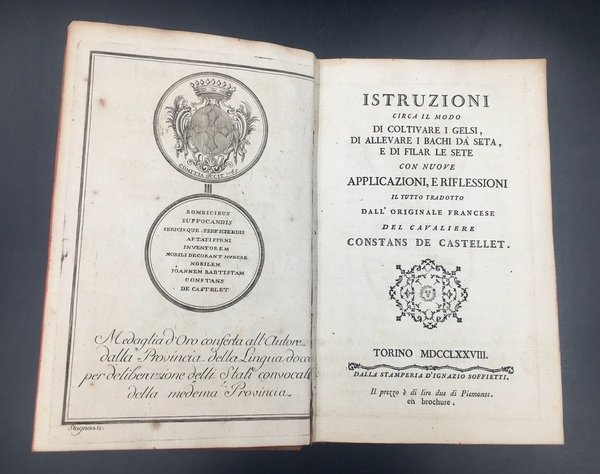 COMITIA OCCIT
BOMBICIBUS
SUFFOCANDIS
SERICISQUE PERFICIENDIS
APTATI FURNI
INVENTOREM
NOBILI DECORANT MUNERE
NOBILEM
JOANNEM BABTISTAM
CONSTANS
DE CASTELET
Medaglia d'Oro conferta all'Autore
dalla Provincia della Lingua doca
per deliberazione delli Stati convocati
della medema Provincia
ISTRUZIONI
CIRCA IL MODO
DI COLTIVARE I GELSI,
DI ALLEVARE I BACHI DA SETA,
E DI FILAR LE SETE
CON NUOVE
APPLICAZIONI, E RIFLESSIONI
IL TUTTO TRADOTTO
DALL' ORIGINALE FRANCESE
DEL CAVALIERE
CONSTANS DE CASTELLET.
TORINO MDCCLXXVIII.
DALLA STAMPERIA D'IGNAZIO SOFFIETTI.
Il prezzo è di lire due di Piemonte.
en brochure.